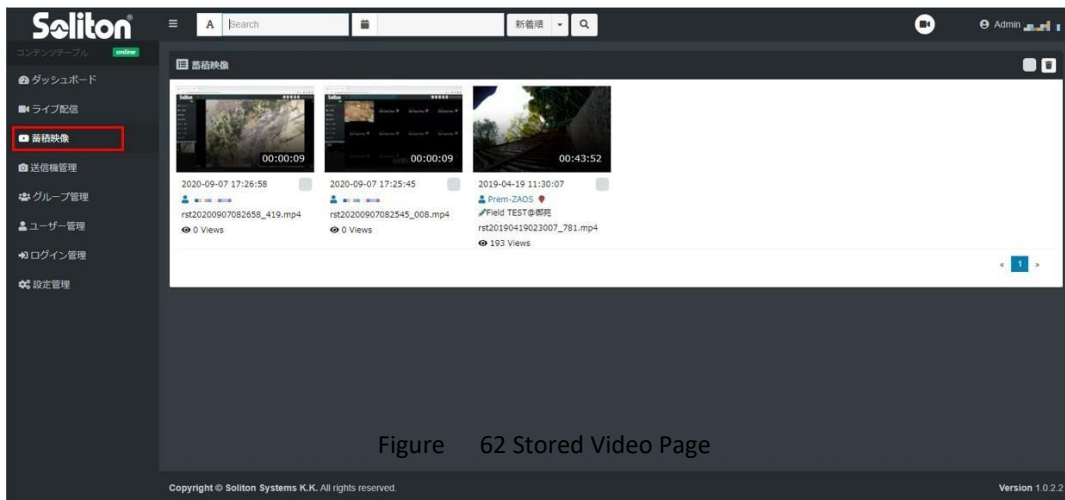 Soliton®
Search
新着順
Admin
コンテンツテーブル online
ダッシュボード
ライブ配信
蓄積映像
送信機管理
グループ管理
ユーザー管理
ログイン管理
設定管理
蓄積映像
00:00:09
2020-09-07 17:26:58
rst20200907082658_419.mp4
0 Views
00:00:09
2020-09-07 17:25:45
rst20200907082545_008.mp4
0 Views
00:43:52
2019-04-19 11:30:07
Prem-ZAOS
Field TEST@御苑
rst20190419023007_781.mp4
193 Views
« 1 »
Figure 62 Stored Video Page
Copyright © Soliton Systems K.K. All rights reserved.
Version 1.0.2.2